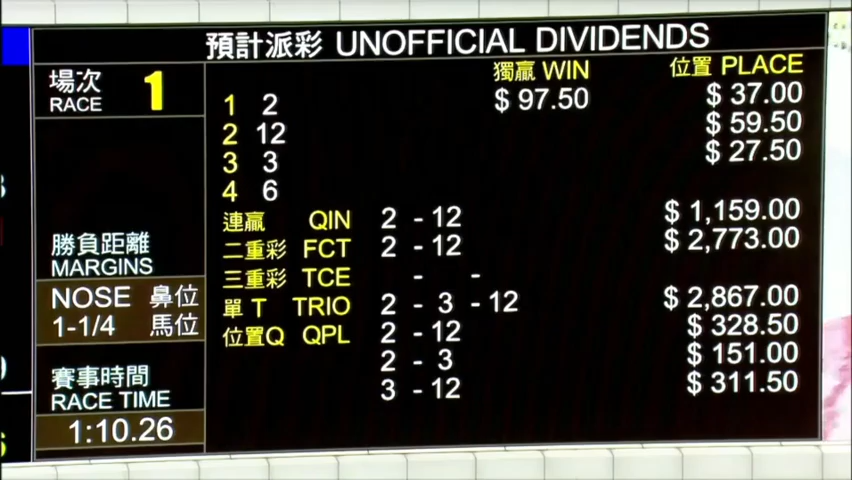 預計派彩 UNOFFICIAL DIVIDENDS
場次 RACE 1
獨贏 WIN 位置 PLACE
1 2 $ 97.50 $ 37.00
2 12 $ 59.50
3 3 $ 27.50
4 6
連贏 QIN 2 - 12 $ 1,159.00
二重彩 FCT 2 - 12 $ 2,773.00
三重彩 TCE - -
單T TRIO 2 - 3 - 12 $ 2,867.00
位置Q QPL 2 - 12 $ 328.50
2 - 3 $ 151.00
3 - 12 $ 311.50
勝負距離
MARGINS
NOSE 鼻位
1-1/4 馬位
賽事時間
RACE TIME
1:10.26